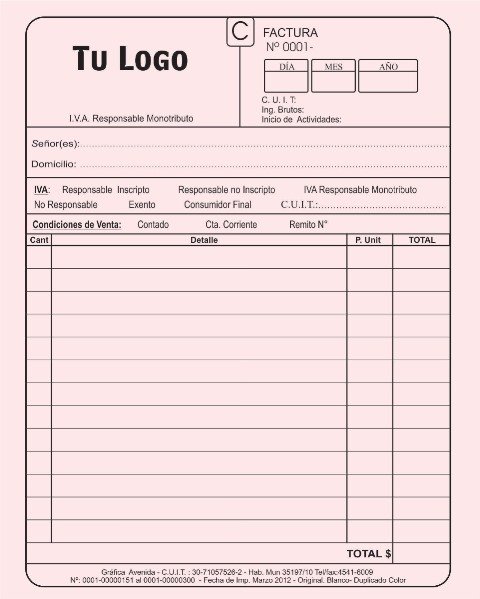 Tu Logo
I.V.A. Responsable Monotributo
C
FACTURA
Nº 0001-
DÍA MES AÑO
C. U. I. T:
Ing. Brutos:
Inicio de Actividades:
Señor(es):
Domicilio:
IVA: Responsable Inscripto Responsable no Inscripto IVA Responsable Monotributo
No Responsable Exento Consumidor Final C.U.I.T.:
Condiciones de Venta: Contado Cta. Corriente Remito N°
Cant Detalle P. Unit TOTAL
TOTAL $
Gráfica Avenida - C.U.I.T. : 30-71057526-2 - Hab. Mun 35197/10 Tel/fax:4541-6009
Nº: 0001-00000151 al 0001-00000300 - Fecha de Imp. Marzo 2012 - Original. Blanco- Duplicado Color